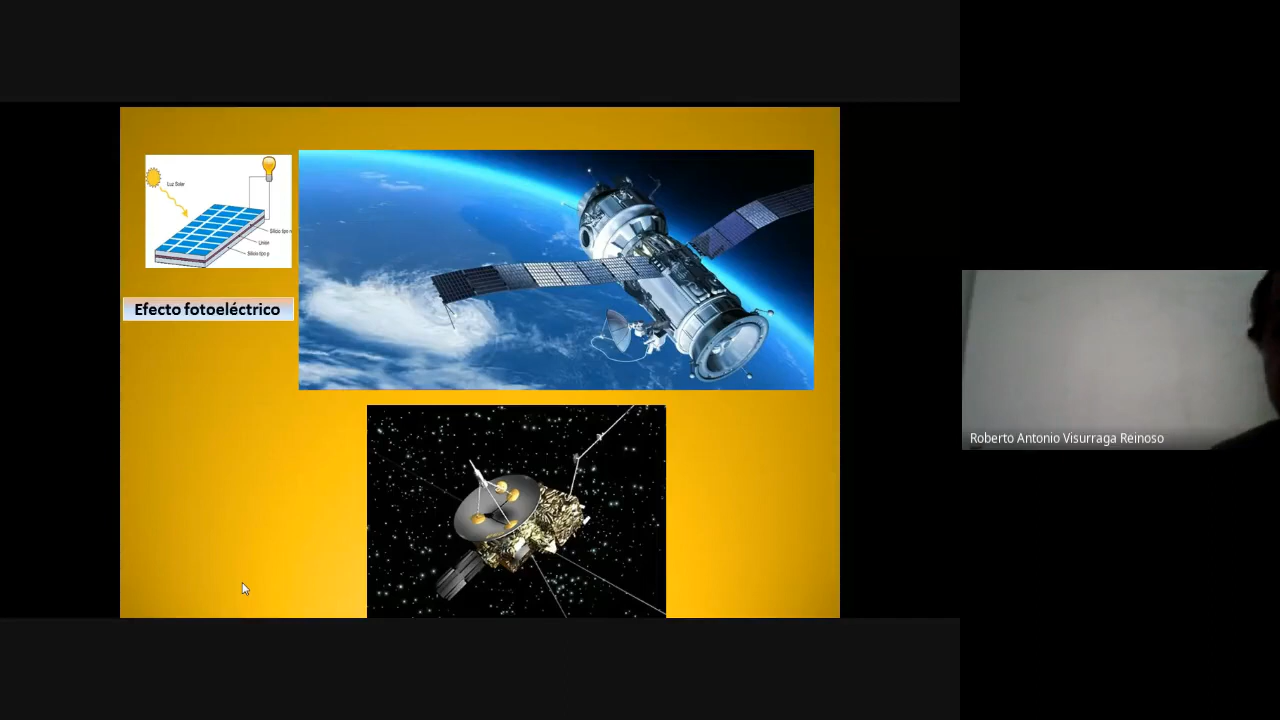 Luz Solar
Silicio tipo n
Unión
Silicio tipo p
Efecto fotoeléctrico
Roberto Antonio Visurraga Reinoso